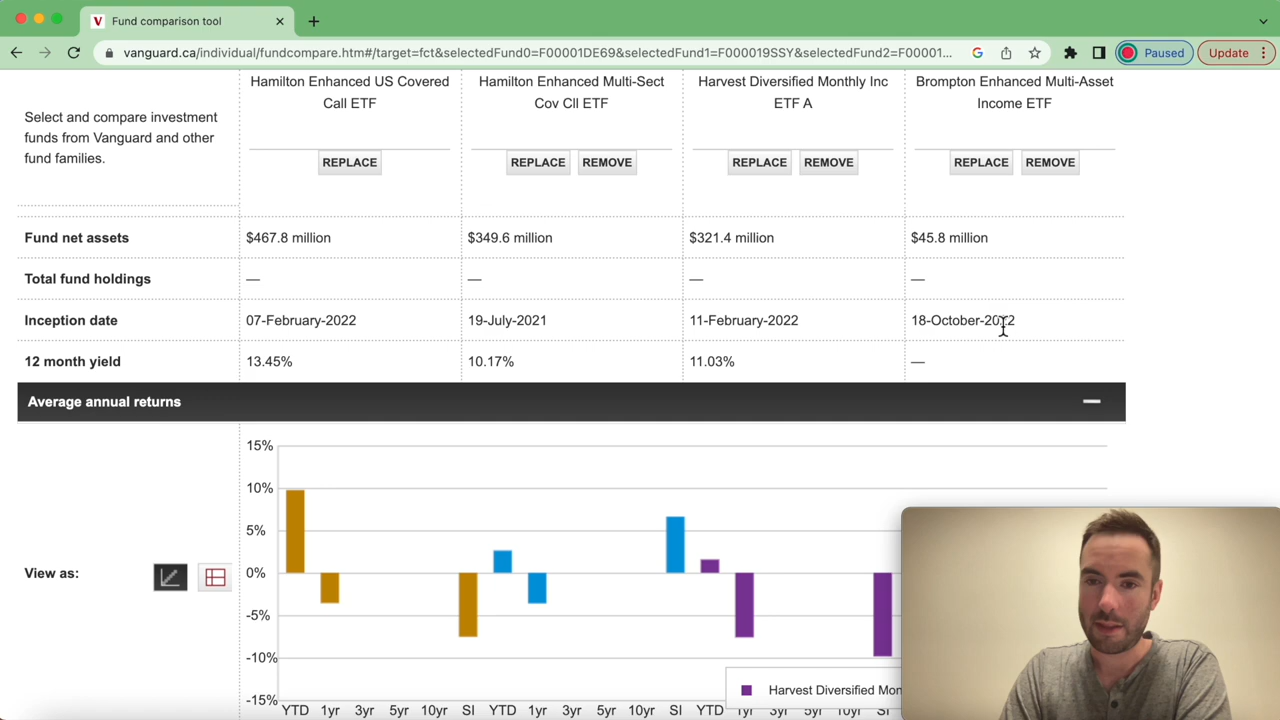 Fund comparison tool
vanguard.ca/individual/fundcompare.htm#/target=fct&selectedFund0=F00001DE69&selectedFund1=F000019SSY&selectedFund2=F00001...
Paused
Update
Select and compare investment
funds from Vanguard and other
fund families.
Hamilton Enhanced US Covered
Call ETF
REPLACE
Hamilton Enhanced Multi-Sect
Cov Cll ETF
REPLACE REMOVE
Harvest Diversified Monthly Inc
ETF A
REPLACE REMOVE
Brompton Enhanced Multi-Asset
Income ETF
REPLACE REMOVE
Fund net assets $467.8 million $349.6 million $321.4 million $45.8 million
Total fund holdings — — — —
Inception date 07-February-2022 19-July-2021 11-February-2022 18-October-2022
12 month yield 13.45% 10.17% 11.03% —
Average annual returns
View as:
15%
10%
5%
0%
-5%
-10%
-15%
Harvest Diversified Mon
YTD 1yr 3yr 5yr 10yr SI YTD 1yr 3yr 5yr 10yr SI YTD 1yr 3yr 5yr 10yr SI